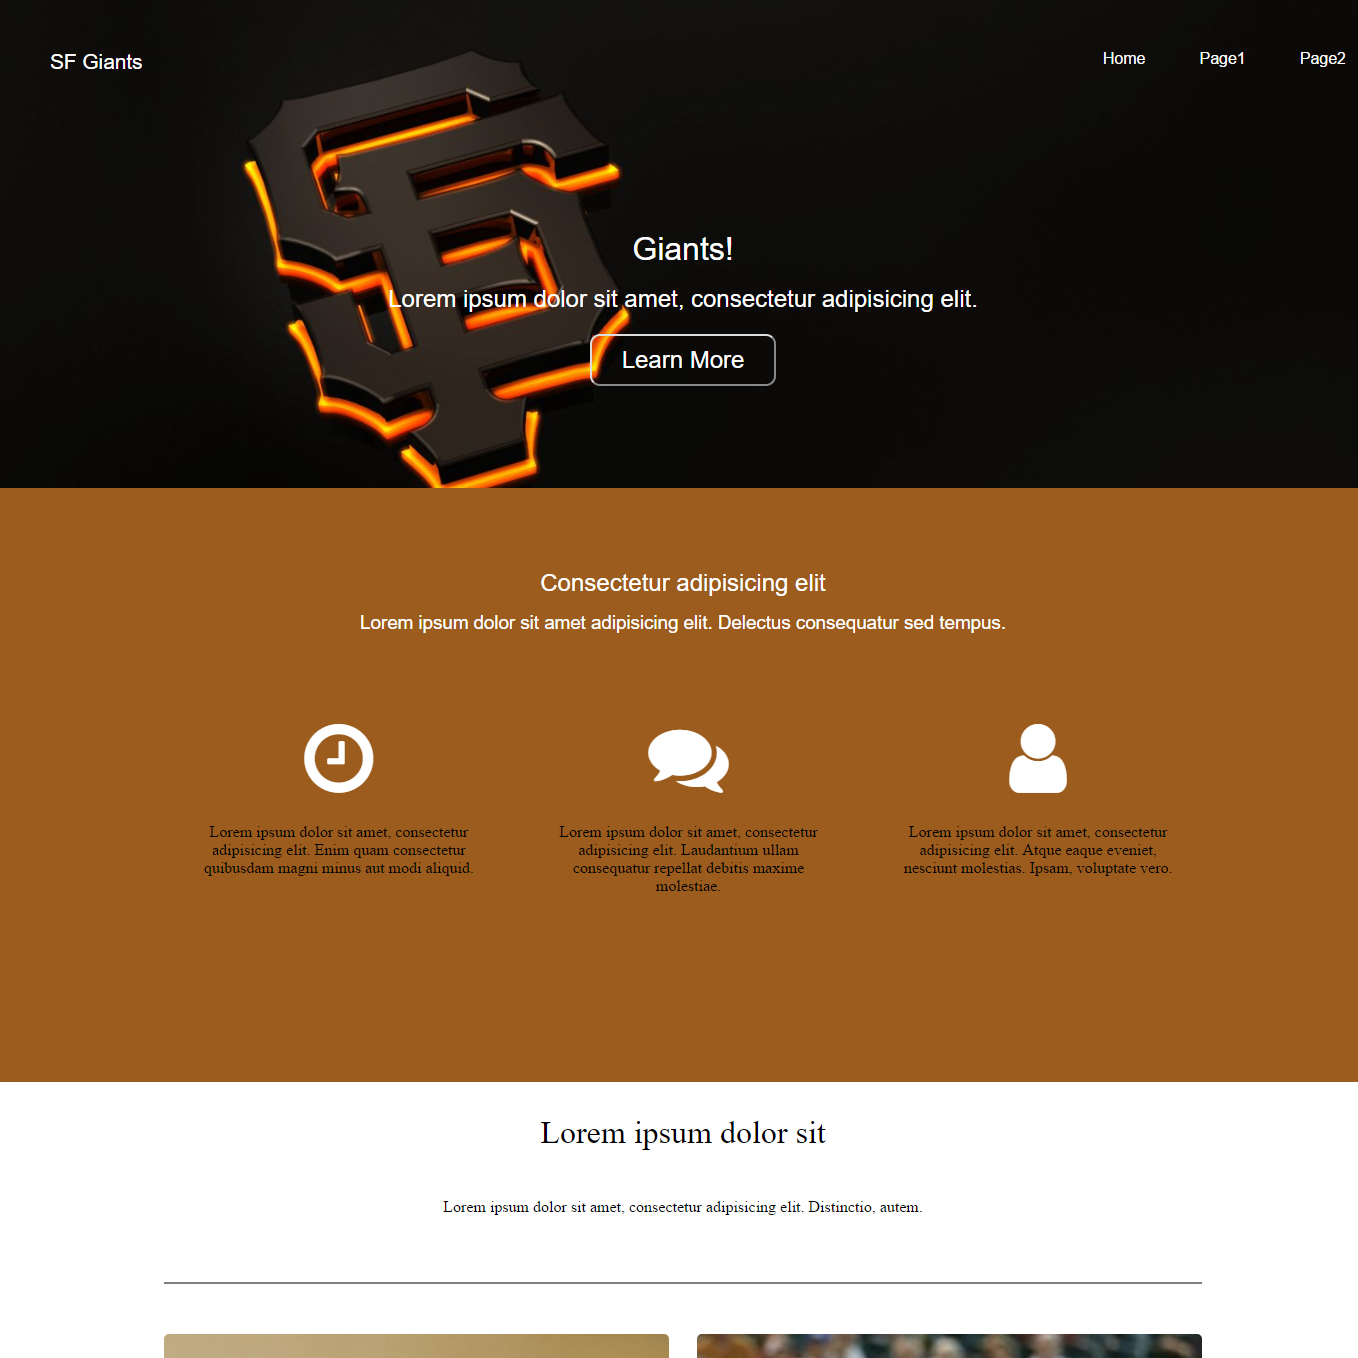 SF Giants
Home Page1 Page2
Giants!
Lorem ipsum dolor sit amet, consectetur adipisicing elit.
Learn More
Consectetur adipisicing elit
Lorem ipsum dolor sit amet adipisicing elit. Delectus consequatur sed tempus.
Lorem ipsum dolor sit amet, consectetur
adipisicing elit. Enim quam consectetur
quibusdam magni minus aut modi aliquid.
Lorem ipsum dolor sit amet, consectetur
adipisicing elit. Laudantium ullam
consequatur repellat debitis maxime
molestiae.
Lorem ipsum dolor sit amet, consectetur
adipisicing elit. Atque eaque eveniet,
nesciunt molestias. Ipsam, voluptate vero.
Lorem ipsum dolor sit
Lorem ipsum dolor sit amet, consectetur adipisicing elit. Distinctio, autem.